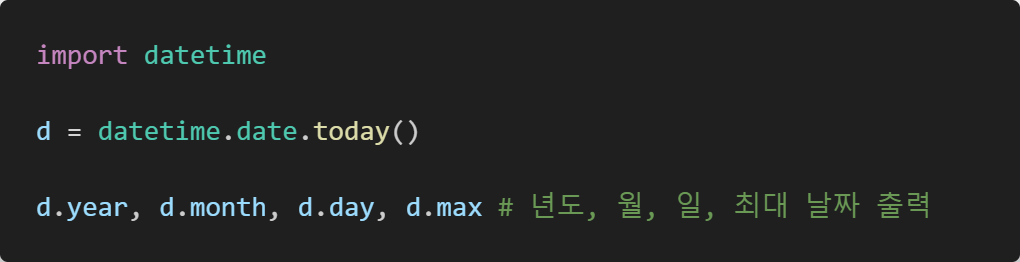 import datetime
d = datetime.date.today()
d.year, d.month, d.day, d.max # 년도, 월, 일, 최대 날짜 출력